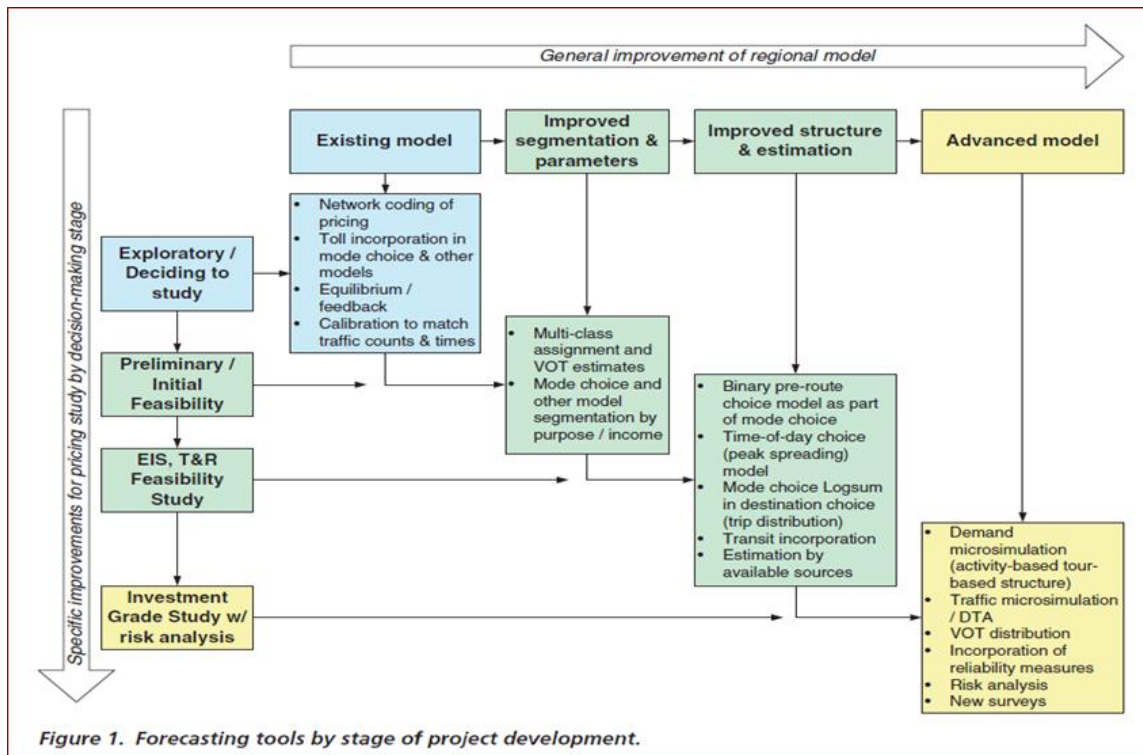 General improvement of regional model
Specific improvements for pricing study by decision-making stage
Existing model
Improved
segmentation &
parameters
Improved structure
& estimation
Advanced model
Exploratory /
Deciding to
study
• Network coding of
pricing
• Toll incorporation in
mode choice & other
models
• Equilibrium /
feedback
• Calibration to match
traffic counts & times
Preliminary /
Initial
Feasibility
• Multi-class
assignment and
VOT estimates
• Mode choice and
other model
segmentation by
purpose / income
EIS, T&R
Feasibility
Study
• Binary pre-route
choice model as part
of mode choice
• Time-of-day choice
(peak spreading)
model
• Mode choice Logsum
in destination choice
(trip distribution)
• Transit incorporation
• Estimation by
available sources
Investment
Grade Study w/
risk analysis
• Demand
microsimulation
(activity-based tour-
based structure)
• Traffic microsimulation
/ DTA
• VOT distribution
• Incorporation of
reliability measures
• Risk analysis
• New surveys
Figure 1. Forecasting tools by stage of project development.